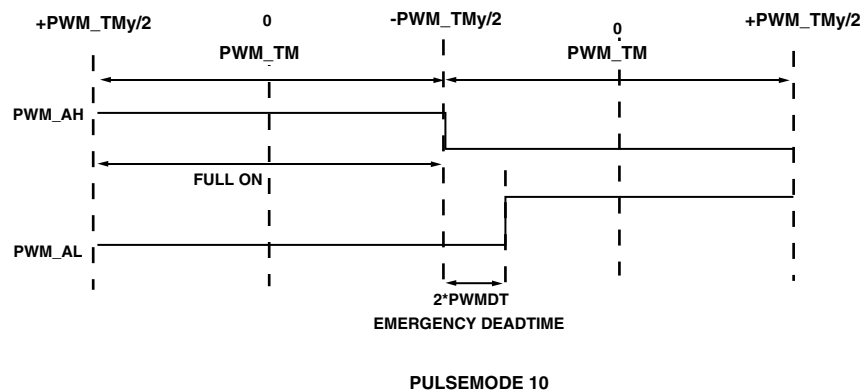 +PWM_TMy/2 0 -PWM_TMy/2 0 +PWM_TMy/2
PWM_TM PWM_TM
PWM_AH
FULL ON
PWM_AL
2*PWMDT
EMERGENCY DEADTIME
PULSEMODE 10